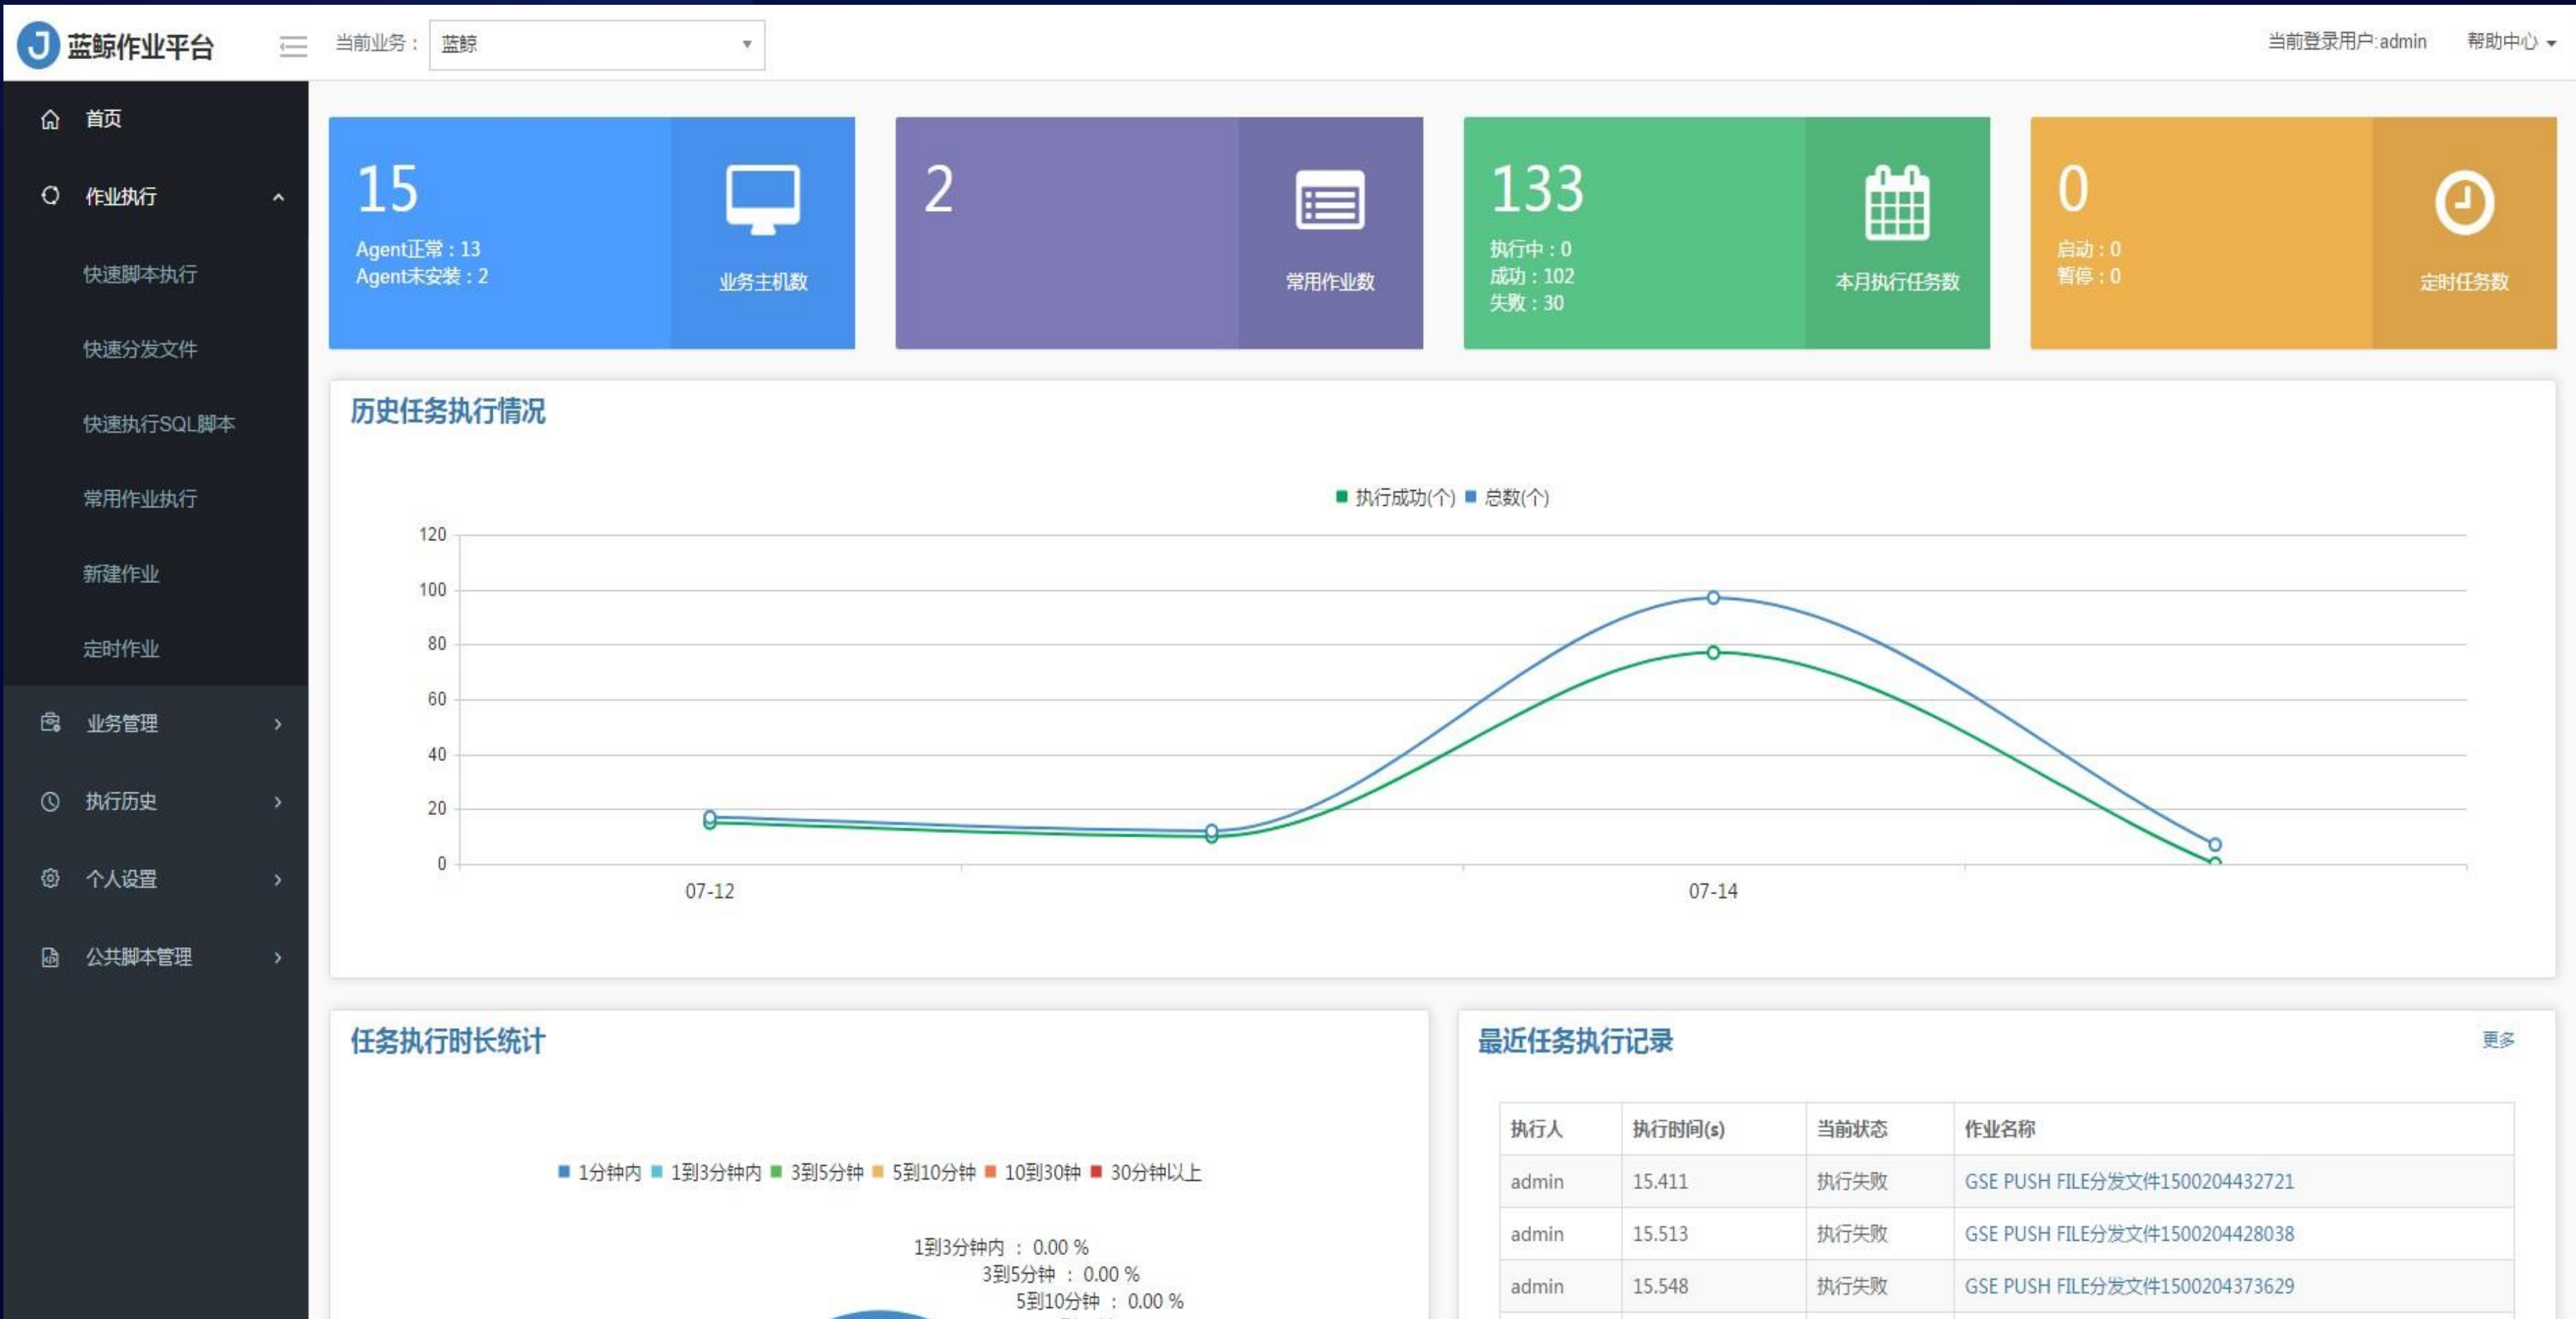 J 蓝鲸作业平台
当前业务：
蓝鲸
当前登录用户:admin
帮助中心
首页
作业执行
快速脚本执行
快速分发文件
快速执行SQL脚本
常用作业执行
新建作业
定时作业
业务管理
执行历史
个人设置
公共脚本管理
15
Agent正常：13
Agent未安装：2
业务主机数
2
常用作业数
133
执行中：0
成功：102
失败：30
本月执行任务数
0
启动：0
暂停：0
定时任务数
历史任务执行情况
执行成功(个) 总数(个)
120
100
80
60
40
20
0
07-12
07-14
任务执行时长统计
1分钟内 1到3分钟内 3到5分钟 5到10分钟 10到30钟 30分钟以上
1到3分钟内 ： 0.00 %
3到5分钟 ： 0.00 %
5到10分钟 ： 0.00 %
最近任务执行记录
更多
执行人 执行时间(s) 当前状态 作业名称
admin 15.411 执行失败 GSE PUSH FILE分发文件1500204432721
admin 15.513 执行失败 GSE PUSH FILE分发文件1500204428038
admin 15.548 执行失败 GSE PUSH FILE分发文件1500204373629